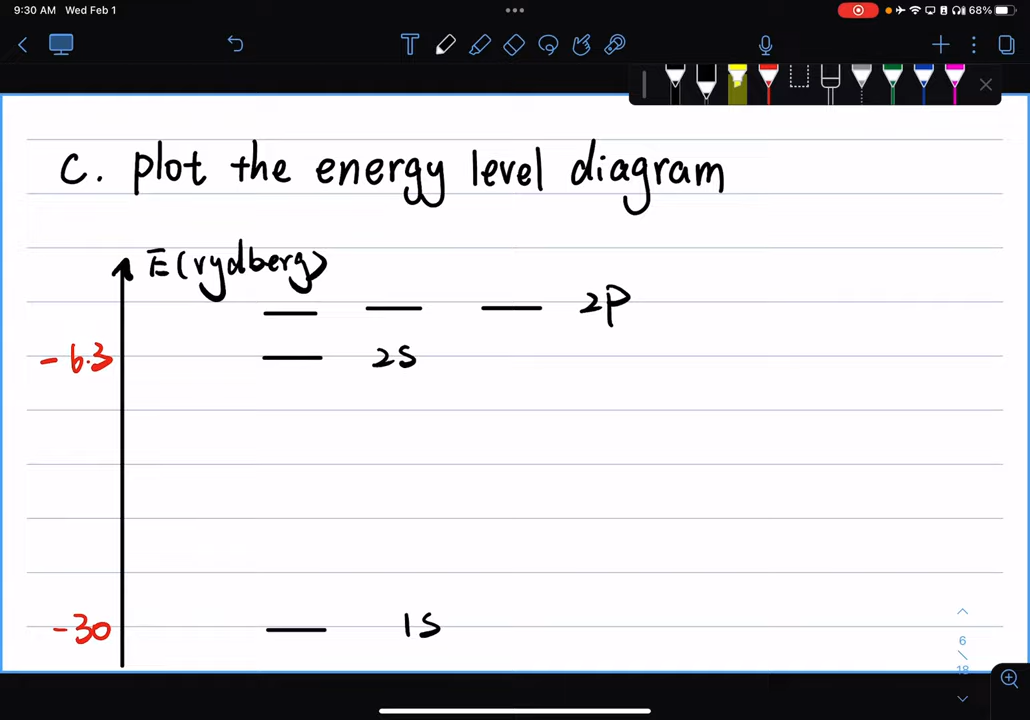 9:30 AM Wed Feb 1
68%
T
C. plot the energy level diagram
E(rydberg)
2P
-6.3
2S
-30
1S
6
18